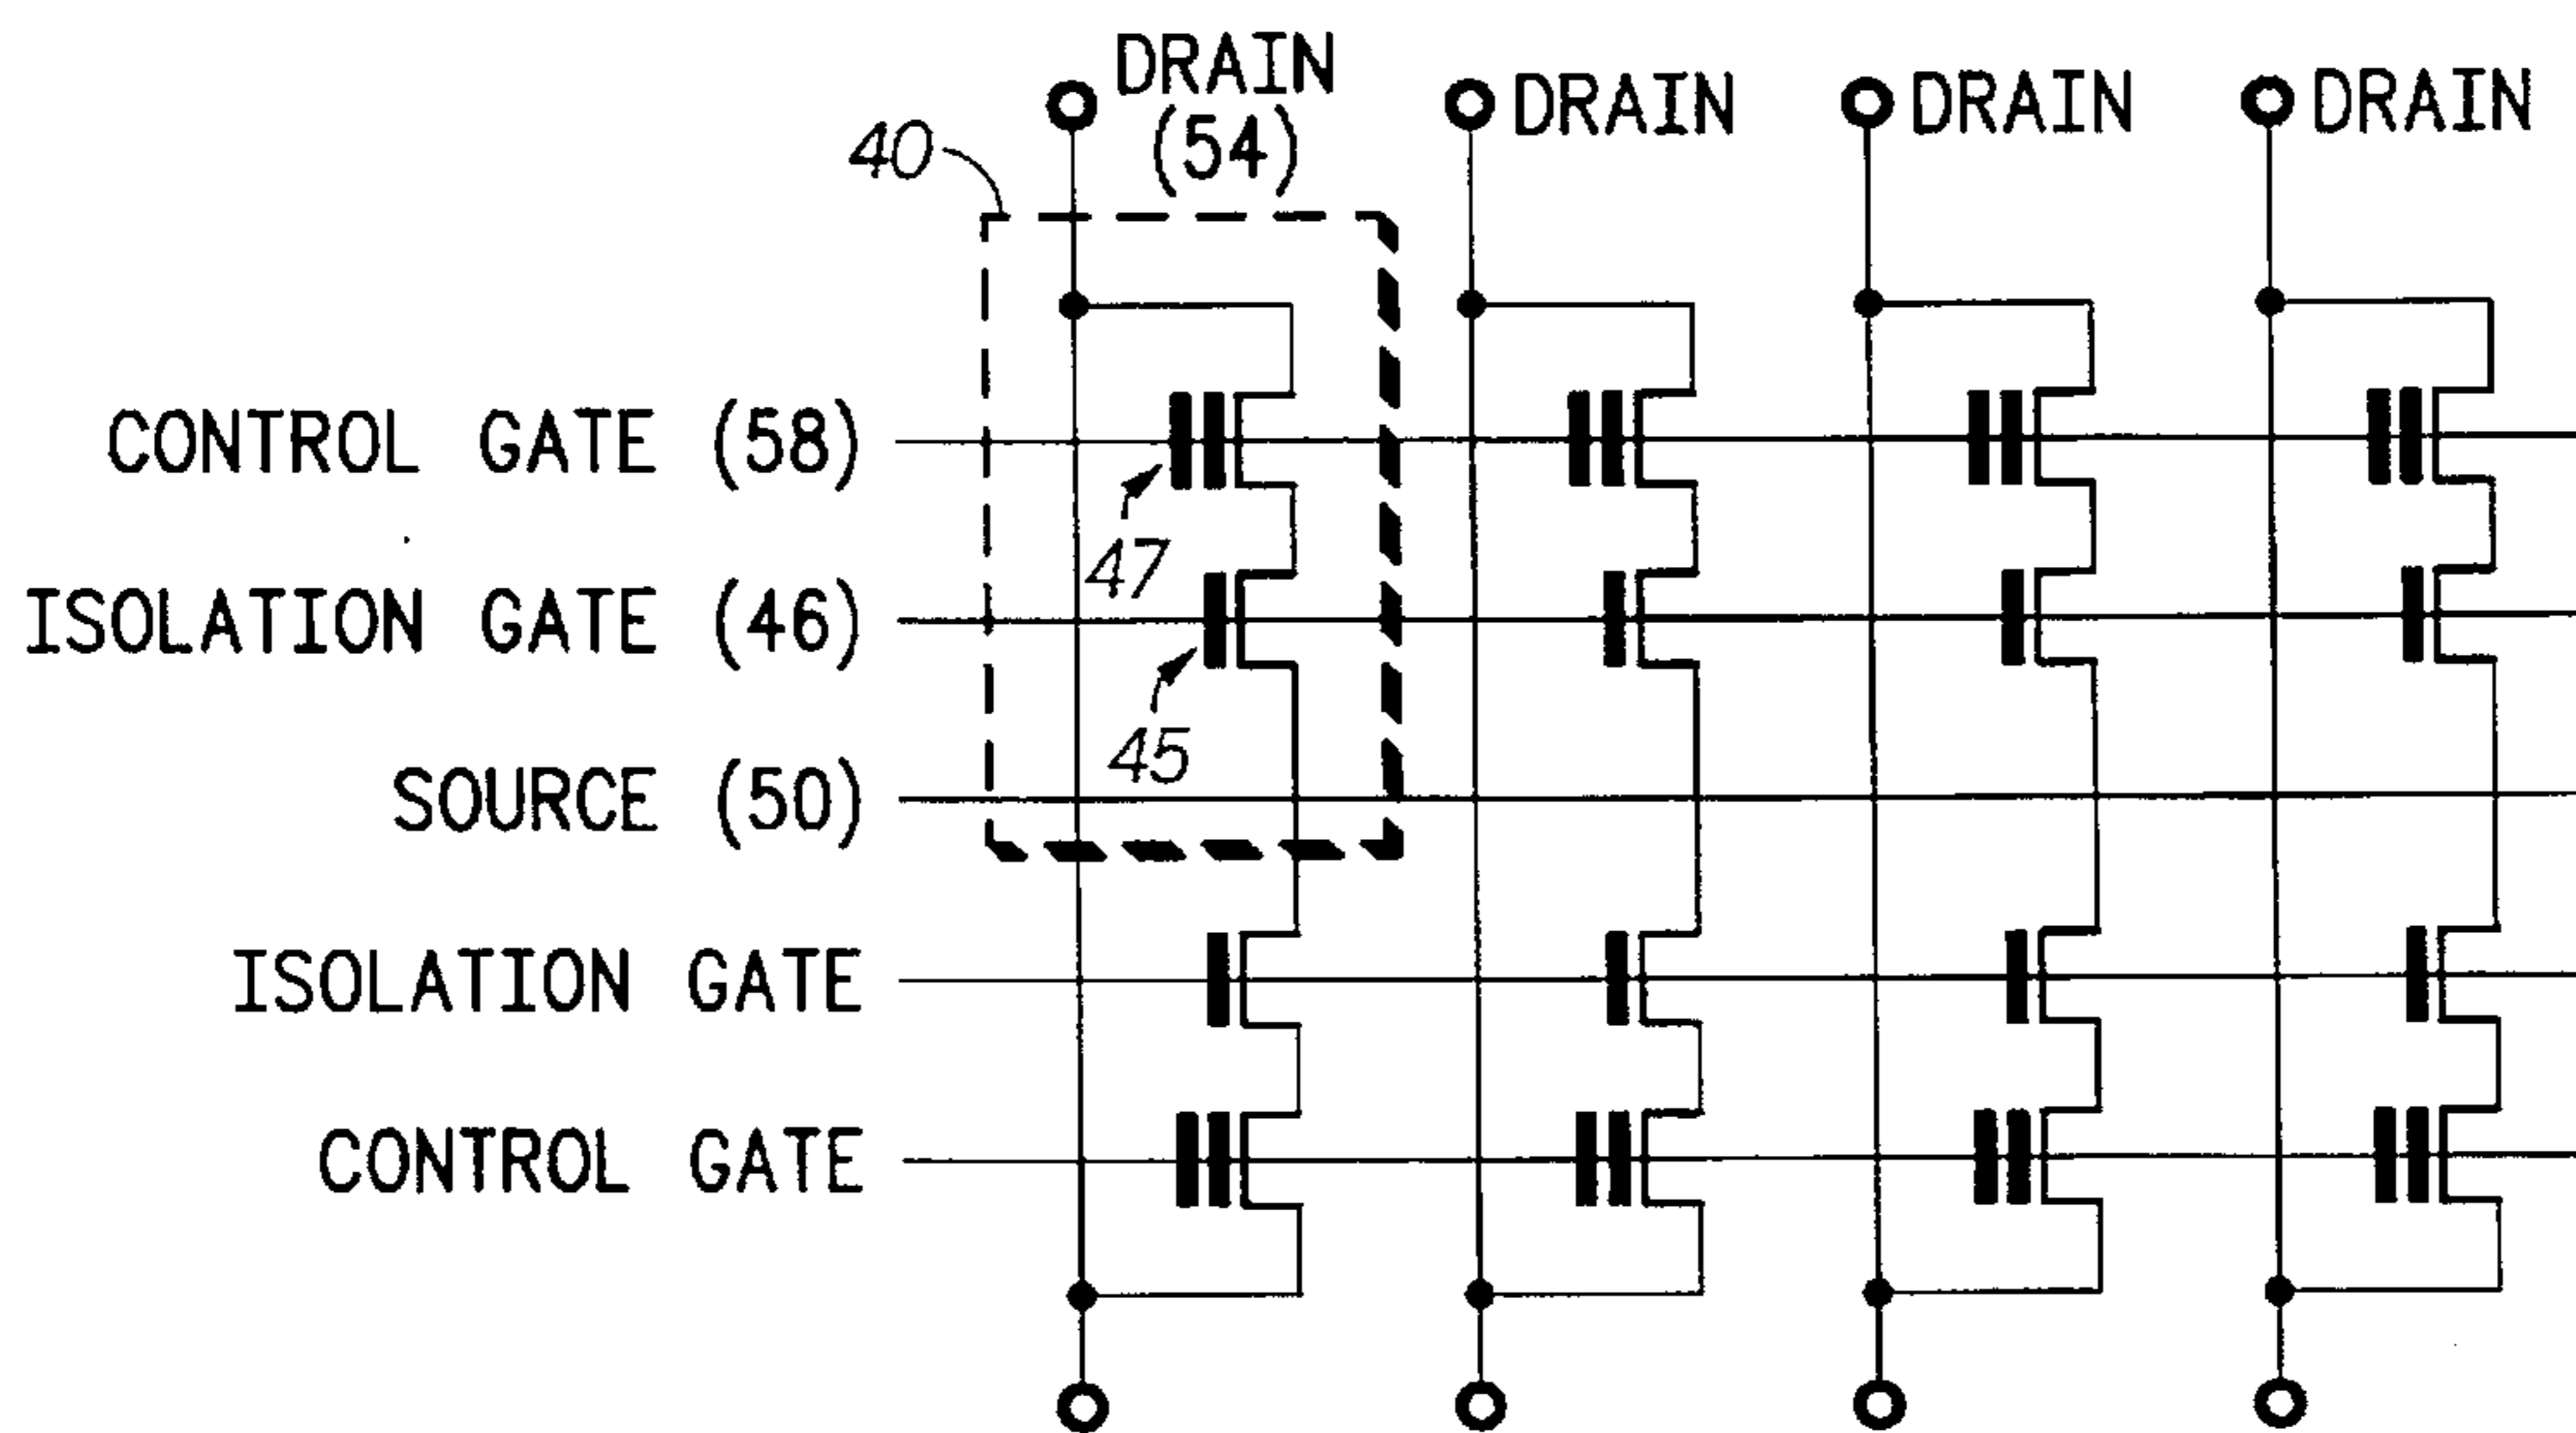 DRAIN
(54)
DRAIN
DRAIN
DRAIN
40
CONTROL GATE (58)
47
ISOLATION GATE (46)
45
SOURCE (50)
ISOLATION GATE
CONTROL GATE